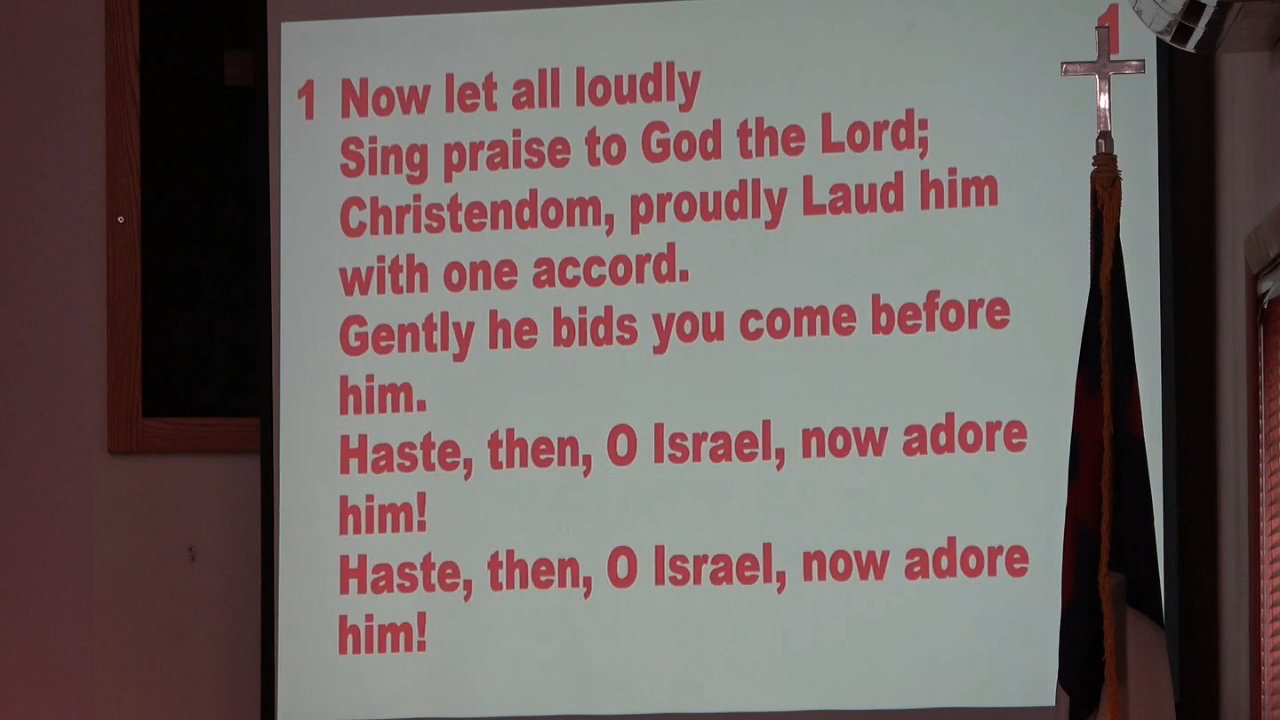 1
1 Now let all loudly
Sing praise to God the Lord;
Christendom, proudly Laud him
with one accord.
Gently he bids you come before
him.
Haste, then, O Israel, now adore
him!
Haste, then, O Israel, now adore
him!